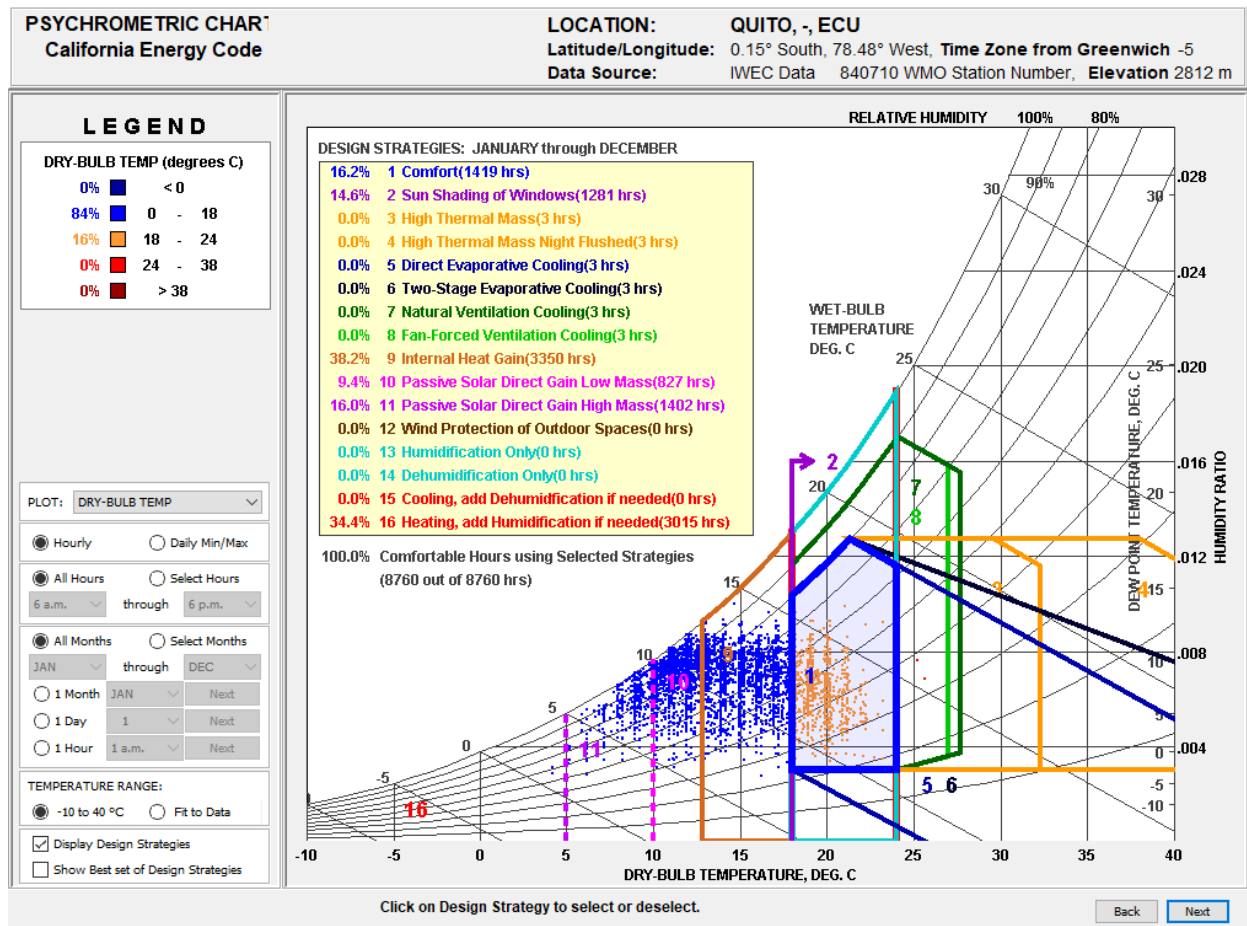 PSYCHROMETRIC CHART
California Energy Code
LOCATION: QUITO, -, ECU
Latitude/Longitude: 0.15° South, 78.48° West, Time Zone from Greenwich -5
Data Source: IWEC Data 840710 WMO Station Number, Elevation 2812 m
LEGEND
DRY-BULB TEMP (degrees C)
0% < 0
84% 0 - 18
16% 18 - 24
0% 24 - 38
0% > 38
PLOT: DRY-BULB TEMP
Hourly Daily Min/Max
All Hours Select Hours
6 a.m. through 6 p.m.
All Months Select Months
JAN through DEC
1 Month JAN Next
1 Day 1 Next
1 Hour 1 a.m. Next
TEMPERATURE RANGE:
-10 to 40 °C Fit to Data
Display Design Strategies
Show Best set of Design Strategies
RELATIVE HUMIDITY 100% 80%
90%
DESIGN STRATEGIES: JANUARY through DECEMBER
16.2% 1 Comfort(1419 hrs)
14.6% 2 Sun Shading of Windows(1281 hrs)
0.0% 3 High Thermal Mass(3 hrs)
0.0% 4 High Thermal Mass Night Flushed(3 hrs)
0.0% 5 Direct Evaporative Cooling(3 hrs)
0.0% 6 Two-Stage Evaporative Cooling(3 hrs)
0.0% 7 Natural Ventilation Cooling(3 hrs)
0.0% 8 Fan-Forced Ventilation Cooling(3 hrs)
38.2% 9 Internal Heat Gain(3350 hrs)
9.4% 10 Passive Solar Direct Gain Low Mass(827 hrs)
16.0% 11 Passive Solar Direct Gain High Mass(1402 hrs)
0.0% 12 Wind Protection of Outdoor Spaces(0 hrs)
0.0% 13 Humidification Only(0 hrs)
0.0% 14 Dehumidification Only(0 hrs)
0.0% 15 Cooling, add Dehumidfication if needed(0 hrs)
34.4% 16 Heating, add Humidification if needed(3015 hrs)
100.0% Comfortable Hours using Selected Strategies
(8760 out of 8760 hrs)
WET-BULB
TEMPERATURE
DEG. C
-5
0
5
10
15
20
25
30
30
25
20
15
10
5
0
-5
-10
DEW POINT TEMPERATURE, DEG. C
.028
.024
.020
.016
.012
.008
.004
HUMIDITY RATIO
2
7
8
3
4
9
1
10
11
5
6
16
-10 -5 0 5 10 15 20 25 30 35 40
DRY-BULB TEMPERATURE, DEG. C
Click on Design Strategy to select or deselect.
Back Next